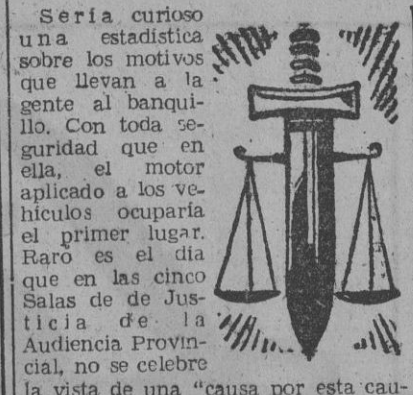 Sería curioso
una estadística
sobre los motivos
que llevan a la
gente al banqui-
llo. Con toda se-
guridad que en
ella, el motor
aplicado a los ve-
hículos ocuparía
el primer lugar.
Raro es el día
que en las cinco
Salas de de Jus-
ticia de la
Audiencia Provin-
cial, no se celebre
la vista de una "causa por esta cau-